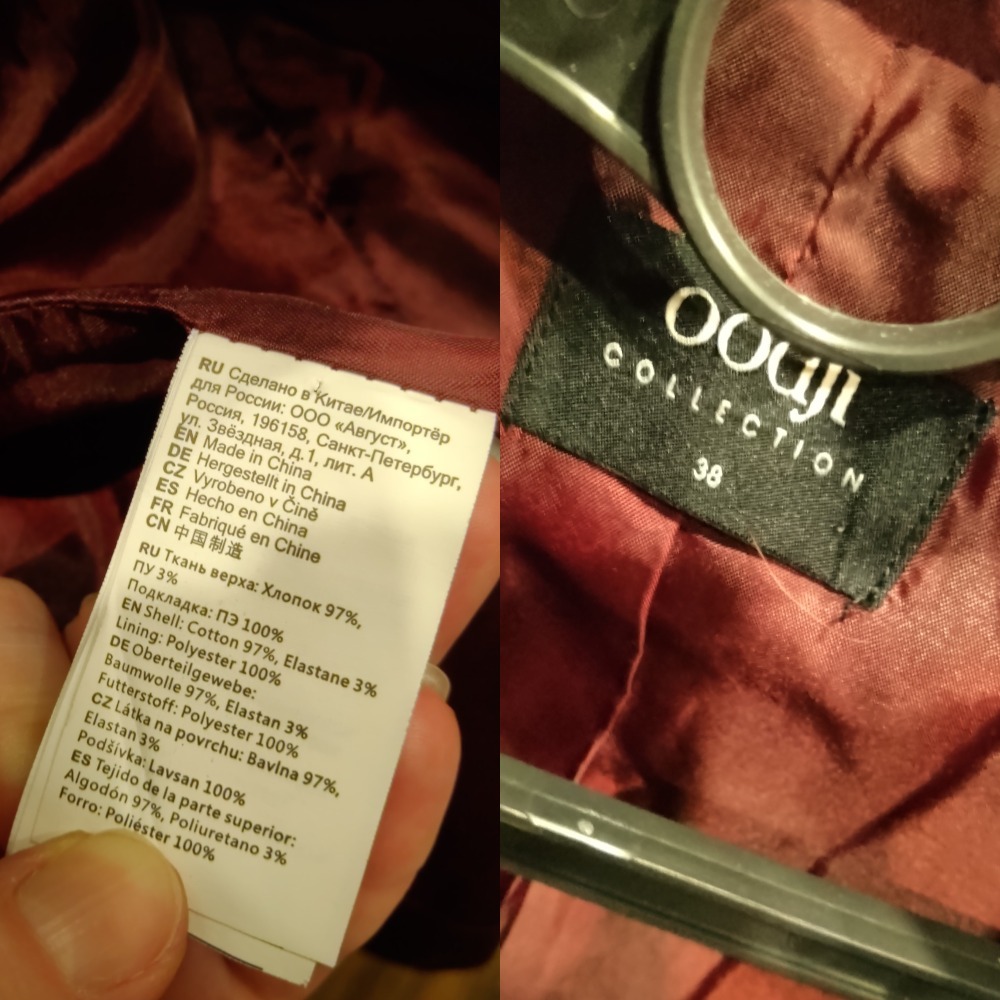 RU Сделано в Китае/Импортёр
для России: ООО «Август»,
Россия, 196158, Санкт-Петербург,
ул. Звёздная, д.1, лит. А
EN Made in China
DE Hergestellt in China
CZ Vyrobeno v Čině
ES Hecho en China
FR Fabriqué en Chine
CN 中国制造
RU Ткань верха: Хлопок 97%,
ПУ 3%
Подкладка: ПЭ 100%
EN Shell: Cotton 97%, Elastane 3%
Lining: Polyester 100%
DE Oberteilgewebe:
Baumwolle 97%, Elastan 3%
Futterstoff: Polyester 100%
CZ Látka na povrchu: Bavlna 97%,
Elastan 3%
Podšívka: Lavsan 100%
ES Tejido de la parte superior:
Algodón 97%, Poliuretano 3%
Forro: Poliéster 100%
oodji
COLLECTION
38